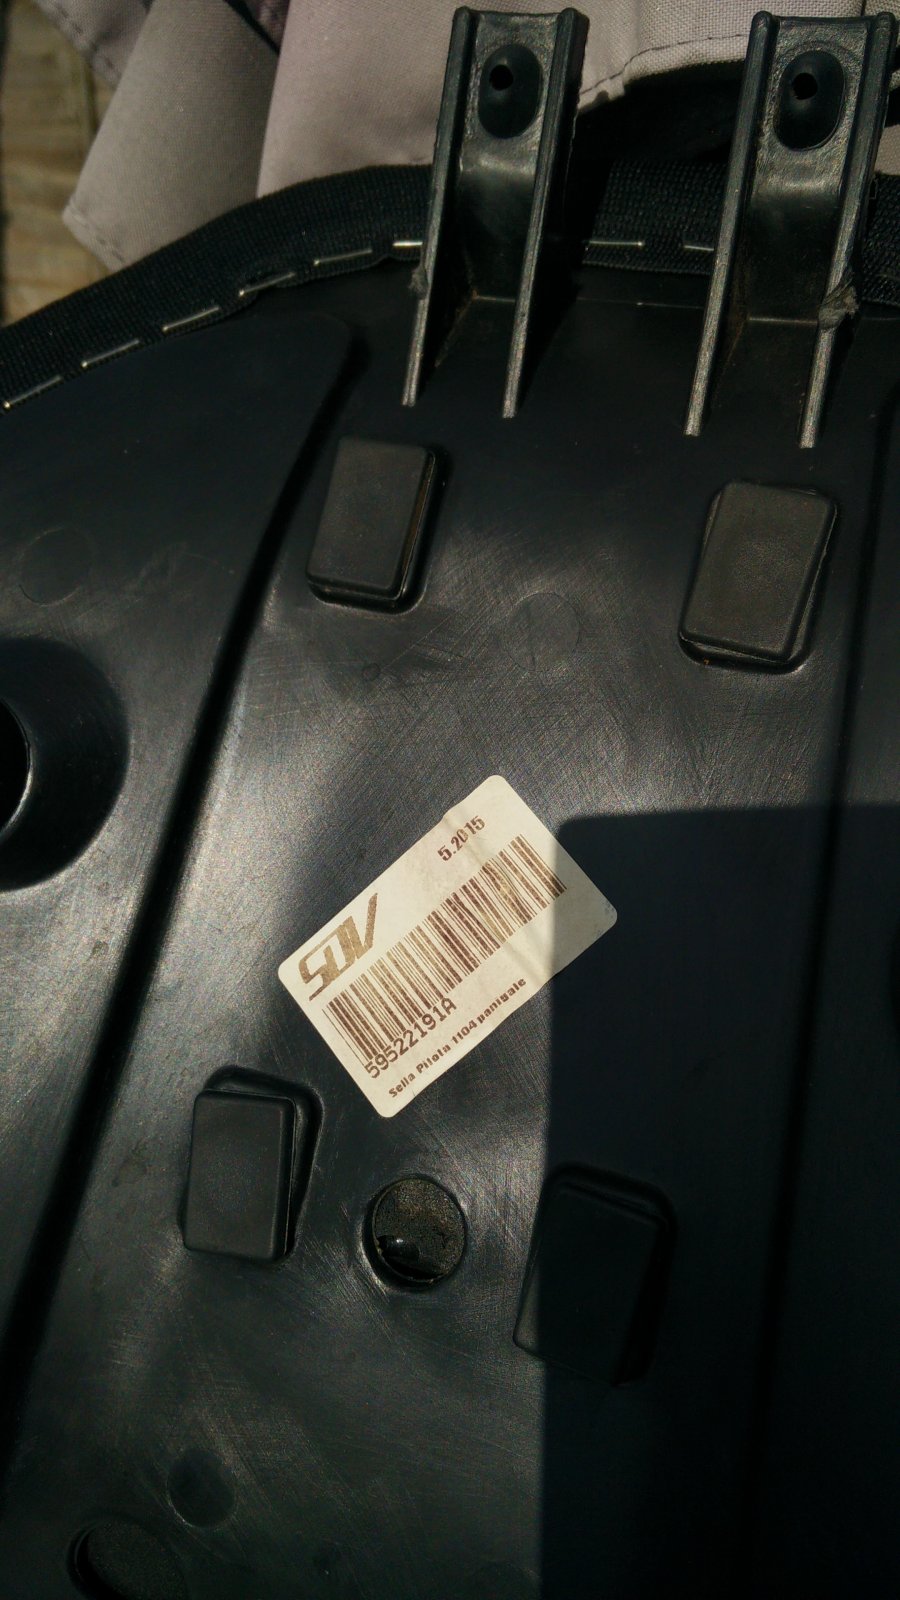 5.2015
SDV
59522191A
Sella Pilota 1104 panigale